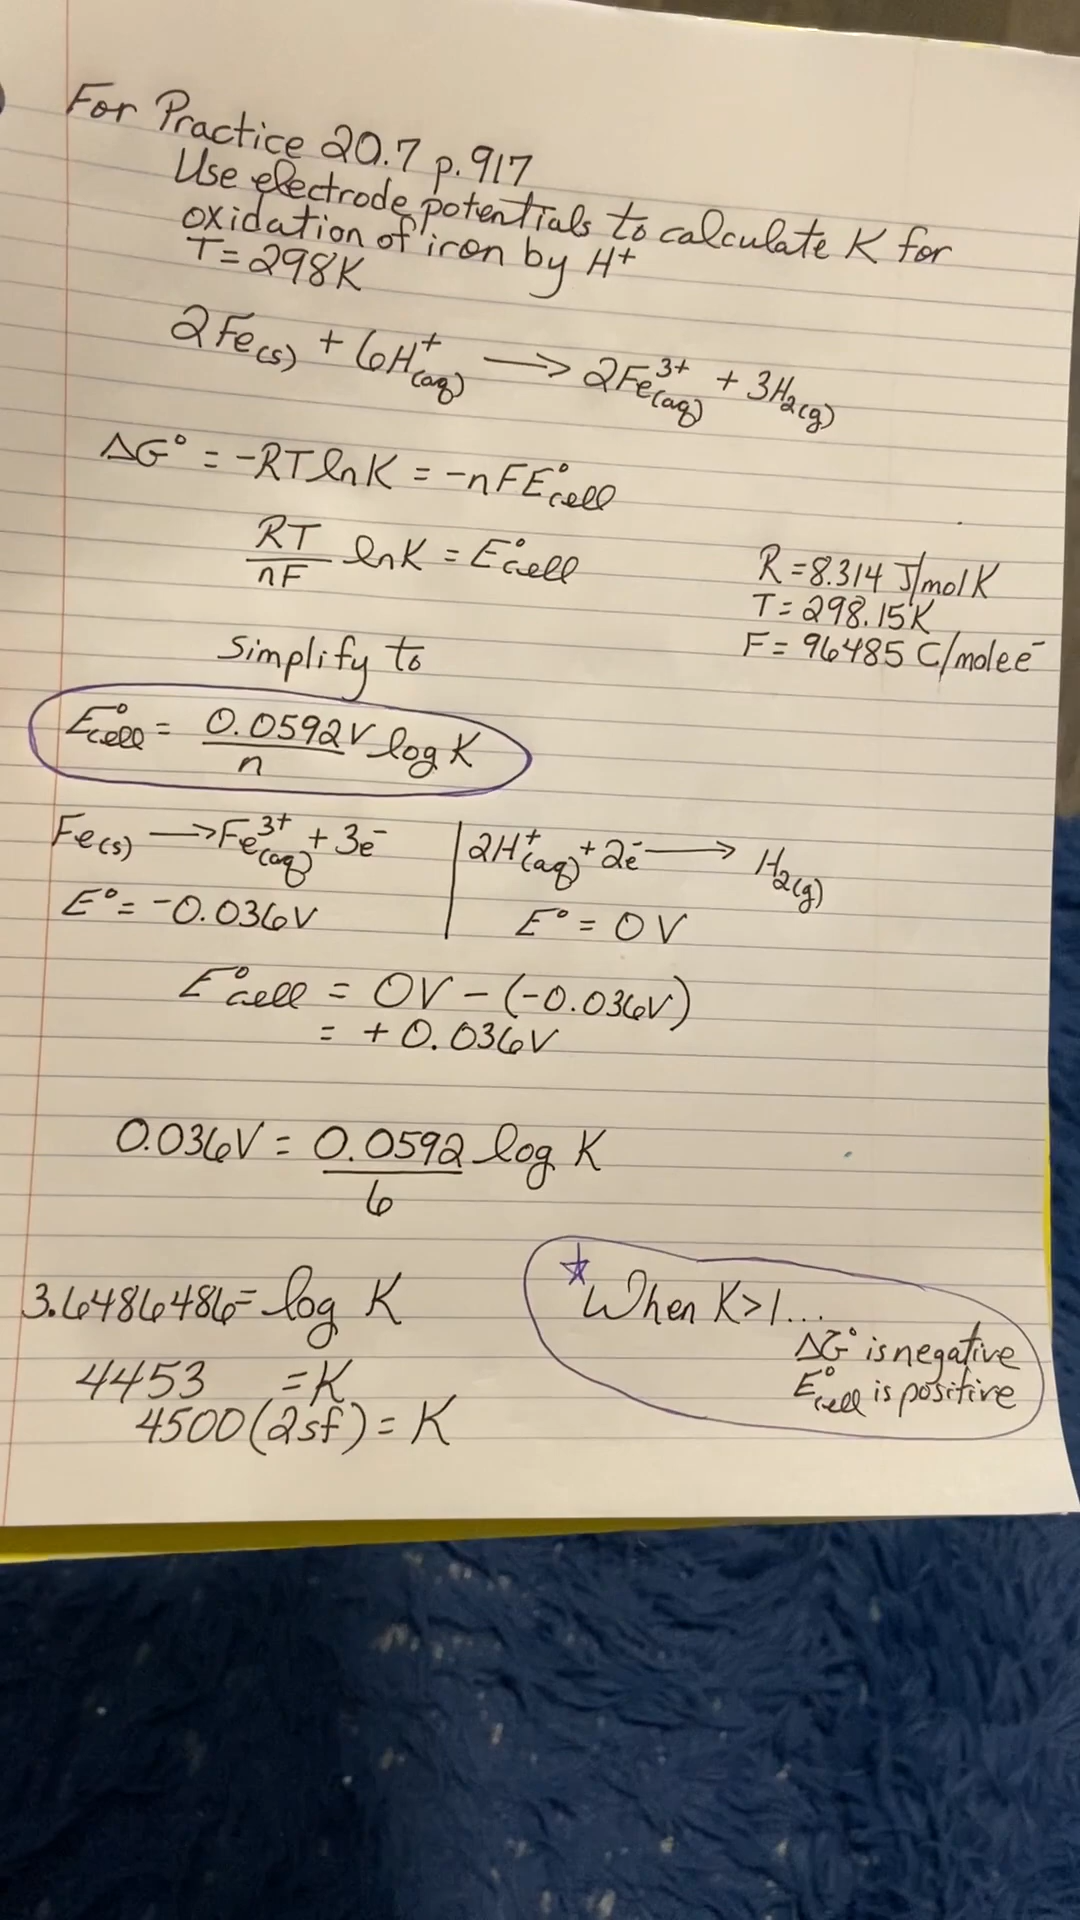 For Practice 20.7 p.917
Use electrode potentials to calculate K for
oxidation of iron by H⁺
T=298K
2Fe(s) + 6H⁺(aq) → 2Fe³⁺(aq) + 3H₂(g)
ΔG° = -RTlnK = -nFE°cell
RT/nF lnK = E°cell
R=8.314 J/molK
T=298.15K
F=96485 C/mole e⁻
Simplify to
E°cell = 0.0592V/n log K
Fe(s) → Fe³⁺(aq) + 3e⁻
E°= -0.036V
2H⁺(aq) + 2e⁻ → H₂(g)
E° = 0V
E°cell = 0V - (-0.036V)
= +0.036V
0.036V = 0.0592/6 log K
3.6486486= log K
4453 =K
4500(2sf)=K
☆When K>1...
ΔG° is negative
E°cell is positive